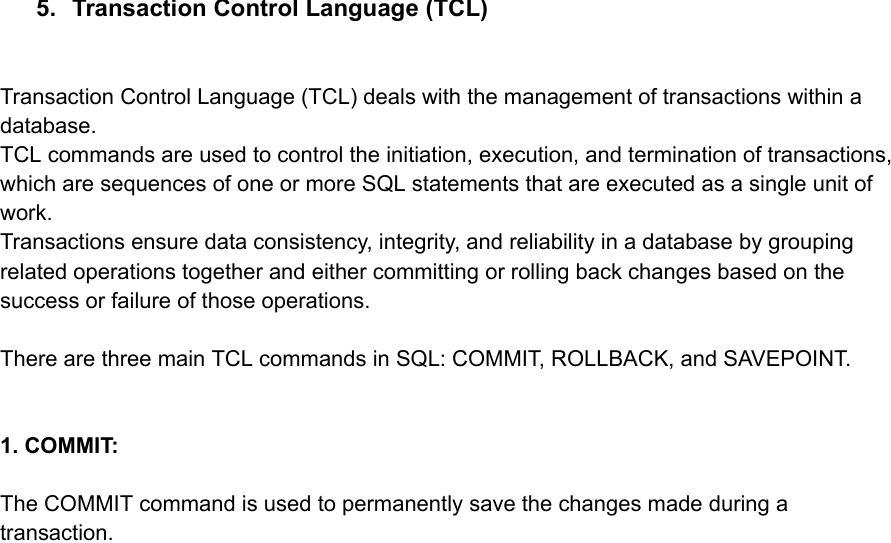 5. Transaction Control Language (TCL)
Transaction Control Language (TCL) deals with the management of transactions within a
database.
TCL commands are used to control the initiation, execution, and termination of transactions,
which are sequences of one or more SQL statements that are executed as a single unit of
work.
Transactions ensure data consistency, integrity, and reliability in a database by grouping
related operations together and either committing or rolling back changes based on the
success or failure of those operations.
There are three main TCL commands in SQL: COMMIT, ROLLBACK, and SAVEPOINT.
1. COMMIT:
The COMMIT command is used to permanently save the changes made during a
transaction.